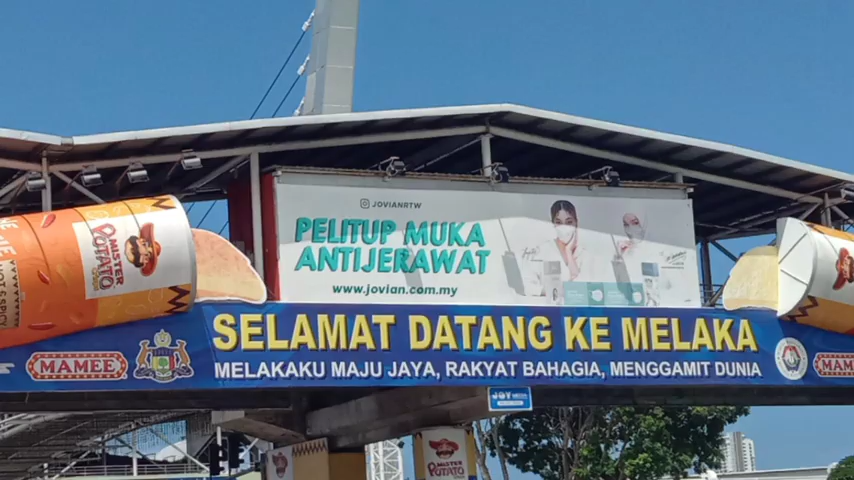 JOVIANRTW
PELITUP MUKA
ANTIJERAWAT
www.jovian.com.my
MISTER
POTATO
SELAMAT DATANG KE MELAKA
MELAKAKU MAJU JAYA, RAKYAT BAHAGIA, MENGGAMIT DUNIA
MAMEE
MAMEE
JOY
MISTER
POTATO